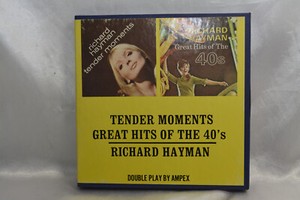 richard
hayman
tender moments
RICHARD
HAYMAN
Great Hits of The
40s
TENDER MOMENTS
GREAT HITS OF THE 40's
RICHARD HAYMAN
DOUBLE PLAY BY AMPEX